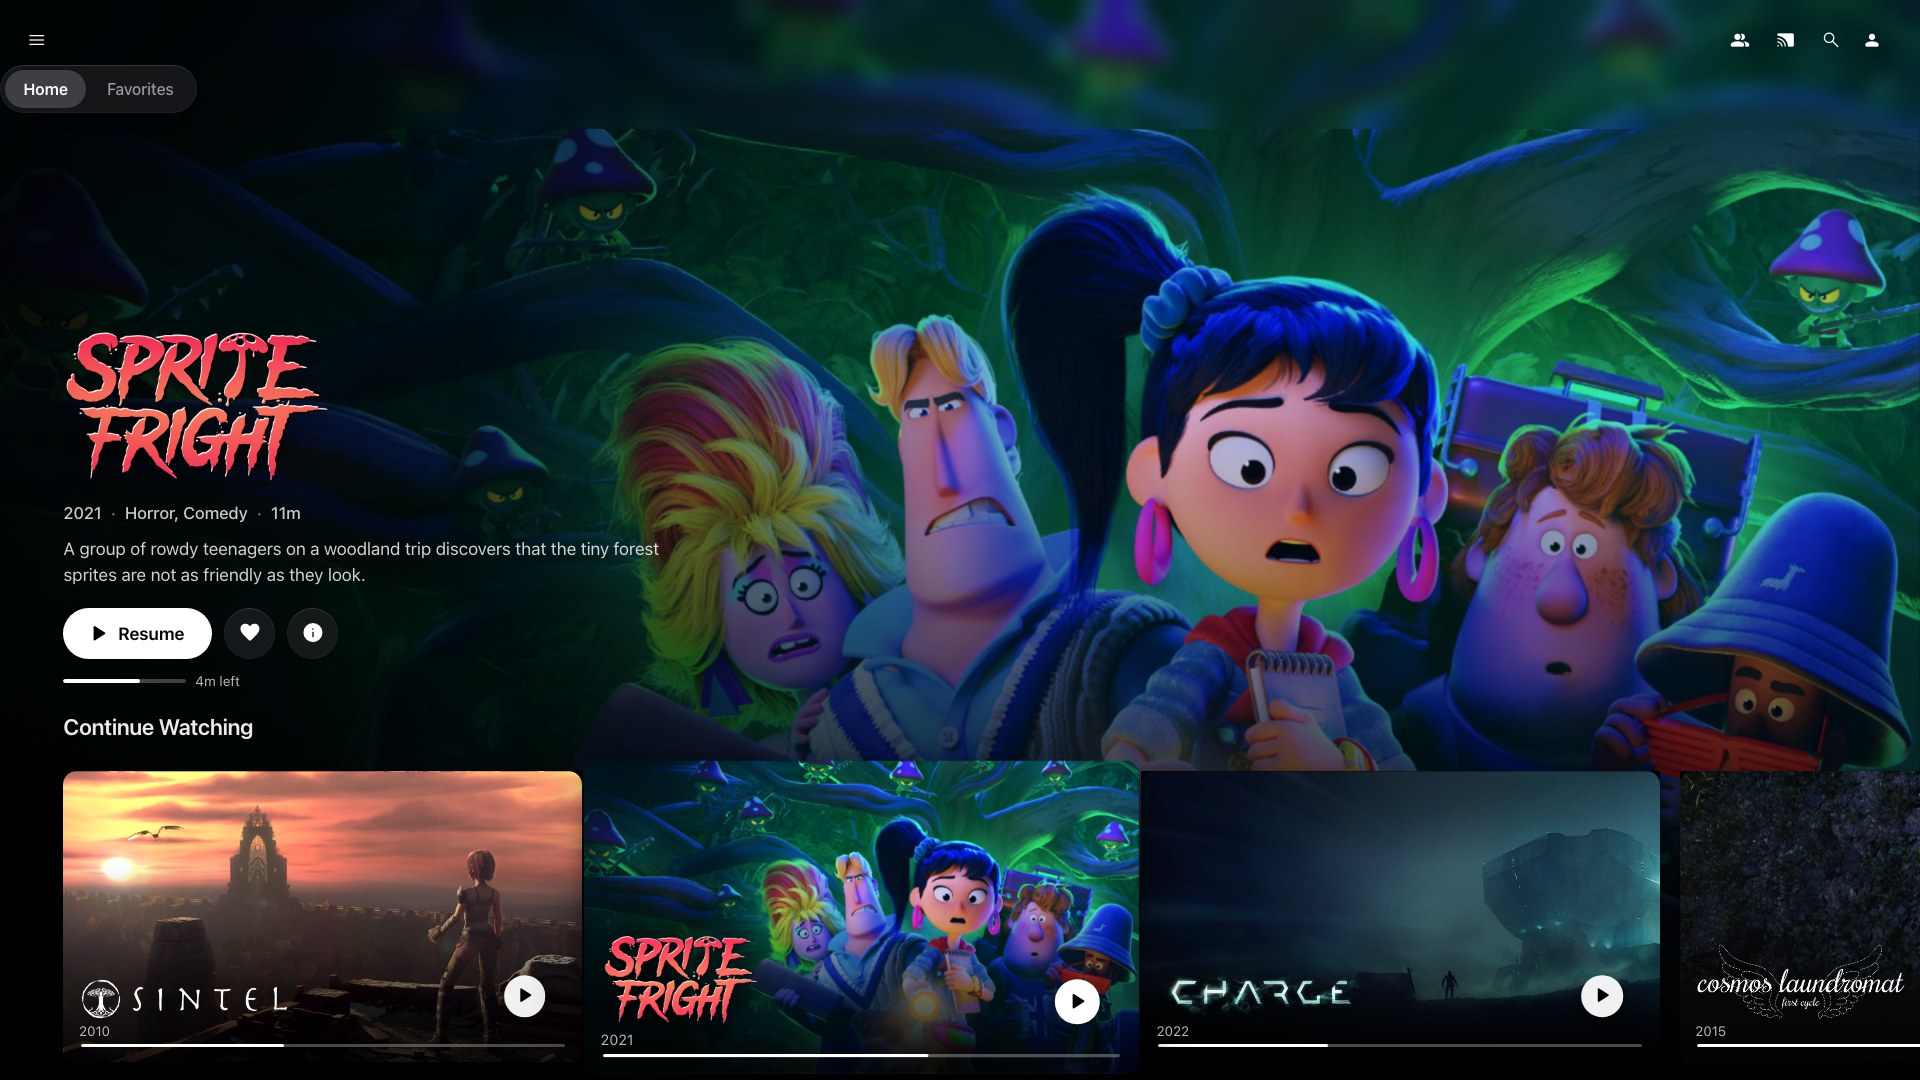 Home
Favorites
SPRITE
FRIGHT
2021 · Horror, Comedy · 11m
A group of rowdy teenagers on a woodland trip discovers that the tiny forest
sprites are not as friendly as they look.
Resume
4m left
Continue Watching
SINTEL
2010
SPRITE
FRIGHT
2021
CHARGE
2022
cosmos laundromat
first cycle
2015